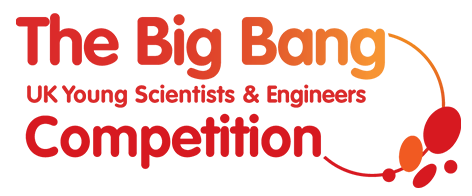 The Big Bang
UK Young Scientists & Engineers
Competition